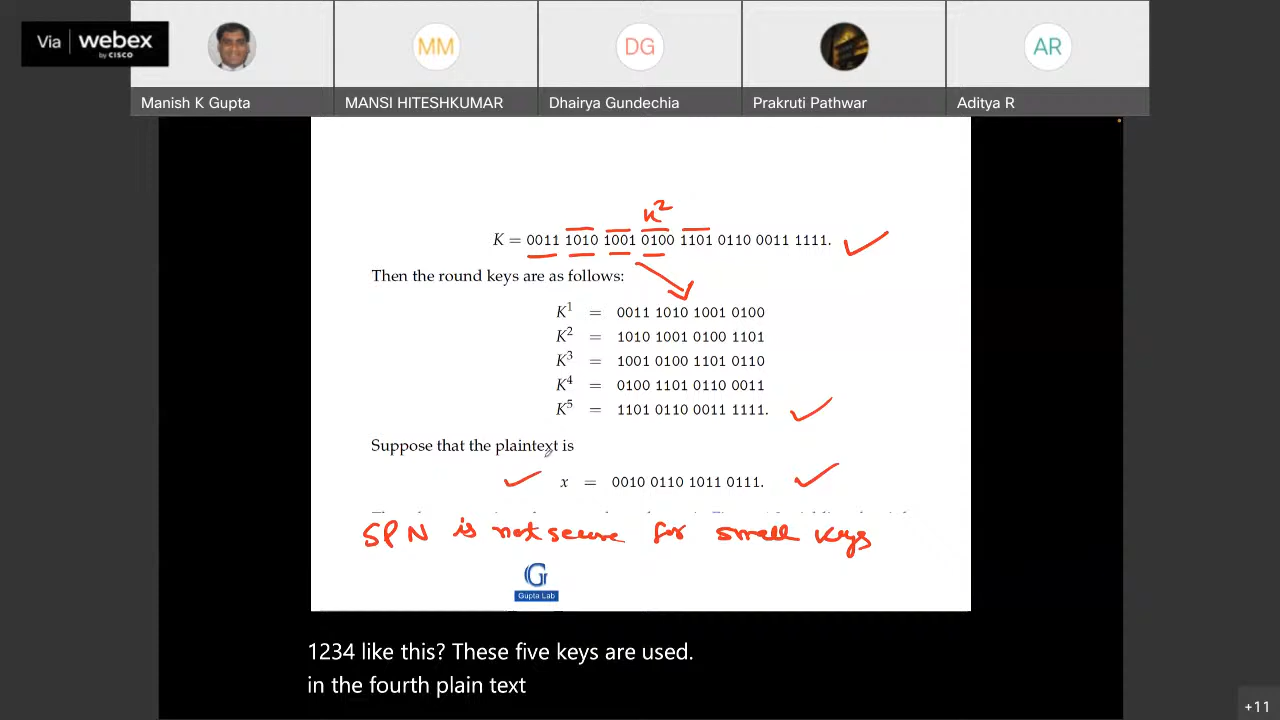 Via webex
by CISCO
MM
DG
AR
Manish K Gupta
MANSI HITESHKUMAR
Dhairya Gundechia
Prakruti Pathwar
Aditya R
K²
K = 0011 1010 1001 0100 1101 0110 0011 1111.
Then the round keys are as follows:
K¹ = 0011 1010 1001 0100
K² = 1010 1001 0100 1101
K³ = 1001 0100 1101 0110
K⁴ = 0100 1101 0110 0011
K⁵ = 1101 0110 0011 1111.
Suppose that the plaintext is
x = 0010 0110 1011 0111.
SPN is not secure for small keys
G
Gupta Lab
1234 like this? These five keys are used.
in the fourth plain text
+11